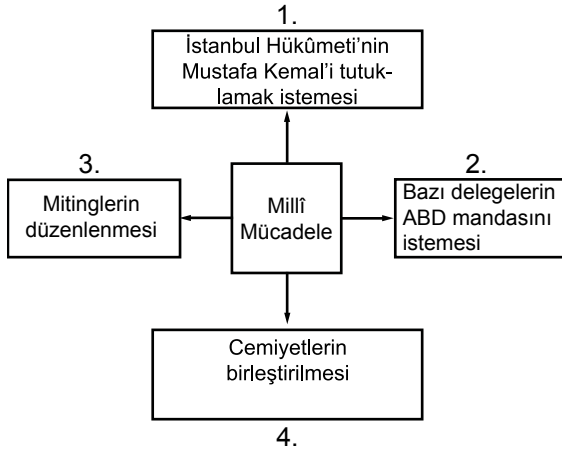 1.
İstanbul Hükûmeti’nin
Mustafa Kemal’i tutuk-
lamak istemesi
3.
Mitinglerin
düzenlenmesi
Millî
Mücadele
2.
Bazı delegelerin
ABD mandasını
istemesi
Cemiyetlerin
birleştirilmesi
4.